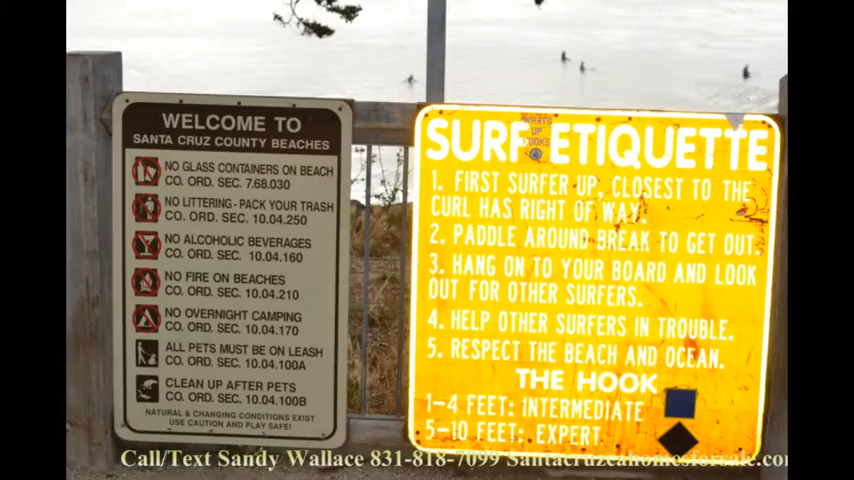 WELCOME TO
SANTA CRUZ COUNTY BEACHES
NO GLASS CONTAINERS ON BEACH
CO. ORD. SEC. 7.68.030
NO LITTERING - PACK YOUR TRASH
CO. ORD. SEC. 10.04.250
NO ALCOHOLIC BEVERAGES
CO. ORD. SEC. 10.04.160
NO FIRE ON BEACHES
CO. ORD. SEC. 10.04.210
NO OVERNIGHT CAMPING
CO. ORD. SEC. 10.04.170
ALL PETS MUST BE ON LEASH
CO. ORD. SEC. 10.04.100A
CLEAN UP AFTER PETS
CO. ORD. SEC. 10.04.100B
NATURAL & CHANGING CONDITIONS EXIST
USE CAUTION AND PLAY SAFE!
WHATS
UP
KOOKS
SURF ETIQUETTE
1. FIRST SURFER UP, CLOSEST TO THE
CURL HAS RIGHT OF WAY.
2. PADDLE AROUND BREAK TO GET OUT.
3. HANG ON TO YOUR BOARD AND LOOK
OUT FOR OTHER SURFERS.
4. HELP OTHER SURFERS IN TROUBLE.
5. RESPECT THE BEACH AND OCEAN.
THE HOOK
1-4 FEET: INTERMEDIATE
5-10 FEET: EXPERT
Call/Text Sandy Wallace 831-818-7099 Santacruzcahomesforsale.com